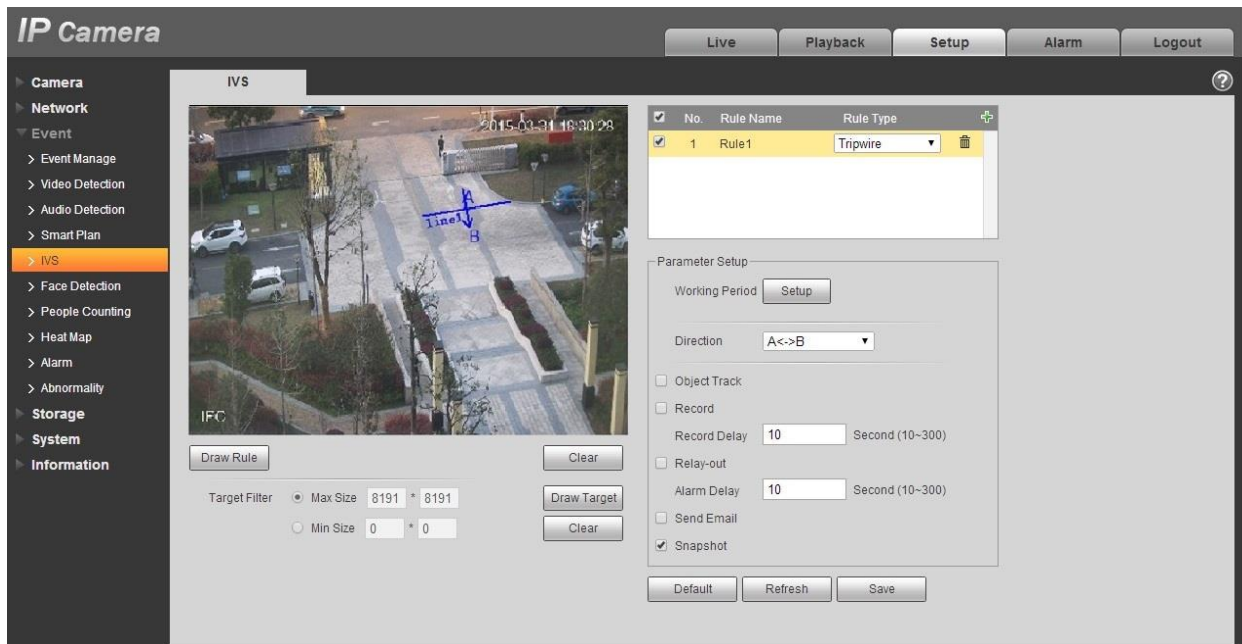 IP Camera
Live
Playback
Setup
Alarm
Logout
Camera
Network
Event
> Event Manage
> Video Detection
> Audio Detection
> Smart Plan
> IVS
> Face Detection
> People Counting
> Heat Map
> Alarm
> Abnormality
Storage
System
Information
IVS
2015-03-31 16:30:28
A
line1
B
IPC
Draw Rule
Clear
Target Filter Max Size 8191 * 8191 Draw Target
Min Size 0 * 0 Clear
No. Rule Name Rule Type
1 Rule1 Tripwire
Parameter Setup
Working Period Setup
Direction A<->B
Object Track
Record
Record Delay 10 Second (10~300)
Relay-out
Alarm Delay 10 Second (10~300)
Send Email
Snapshot
Default Refresh Save